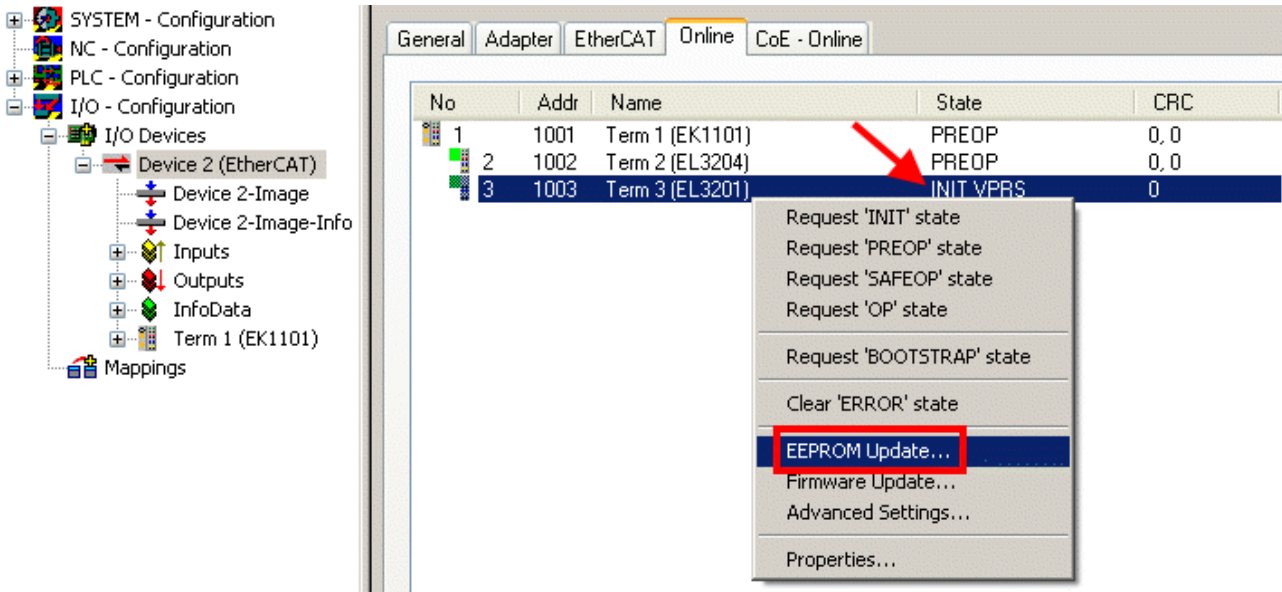 SYSTEM - Configuration
NC - Configuration
PLC - Configuration
I/O - Configuration
I/O Devices
Device 2 (EtherCAT)
Device 2-Image
Device 2-Image-Info
Inputs
Outputs
InfoData
Term 1 (EK1101)
Mappings
General Adapter EtherCAT Online CoE - Online
No Addr Name State CRC
1 1001 Term 1 (EK1101) PREOP 0, 0
2 1002 Term 2 (EL3204) PREOP 0, 0
3 1003 Term 3 (EL3201) INIT VPRS 0
Request 'INIT' state
Request 'PREOP' state
Request 'SAFEOP' state
Request 'OP' state
Request 'BOOTSTRAP' state
Clear 'ERROR' state
EEPROM Update...
Firmware Update...
Advanced Settings...
Properties...